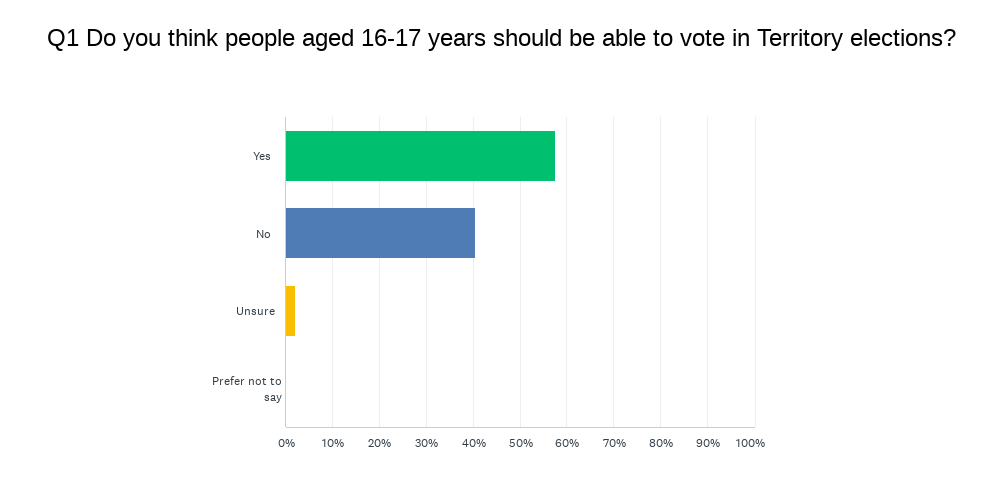 Q1 Do you think people aged 16-17 years should be able to vote in Territory elections?
Yes
No
Unsure
Prefer not to
say
0% 10% 20% 30% 40% 50% 60% 70% 80% 90% 100%